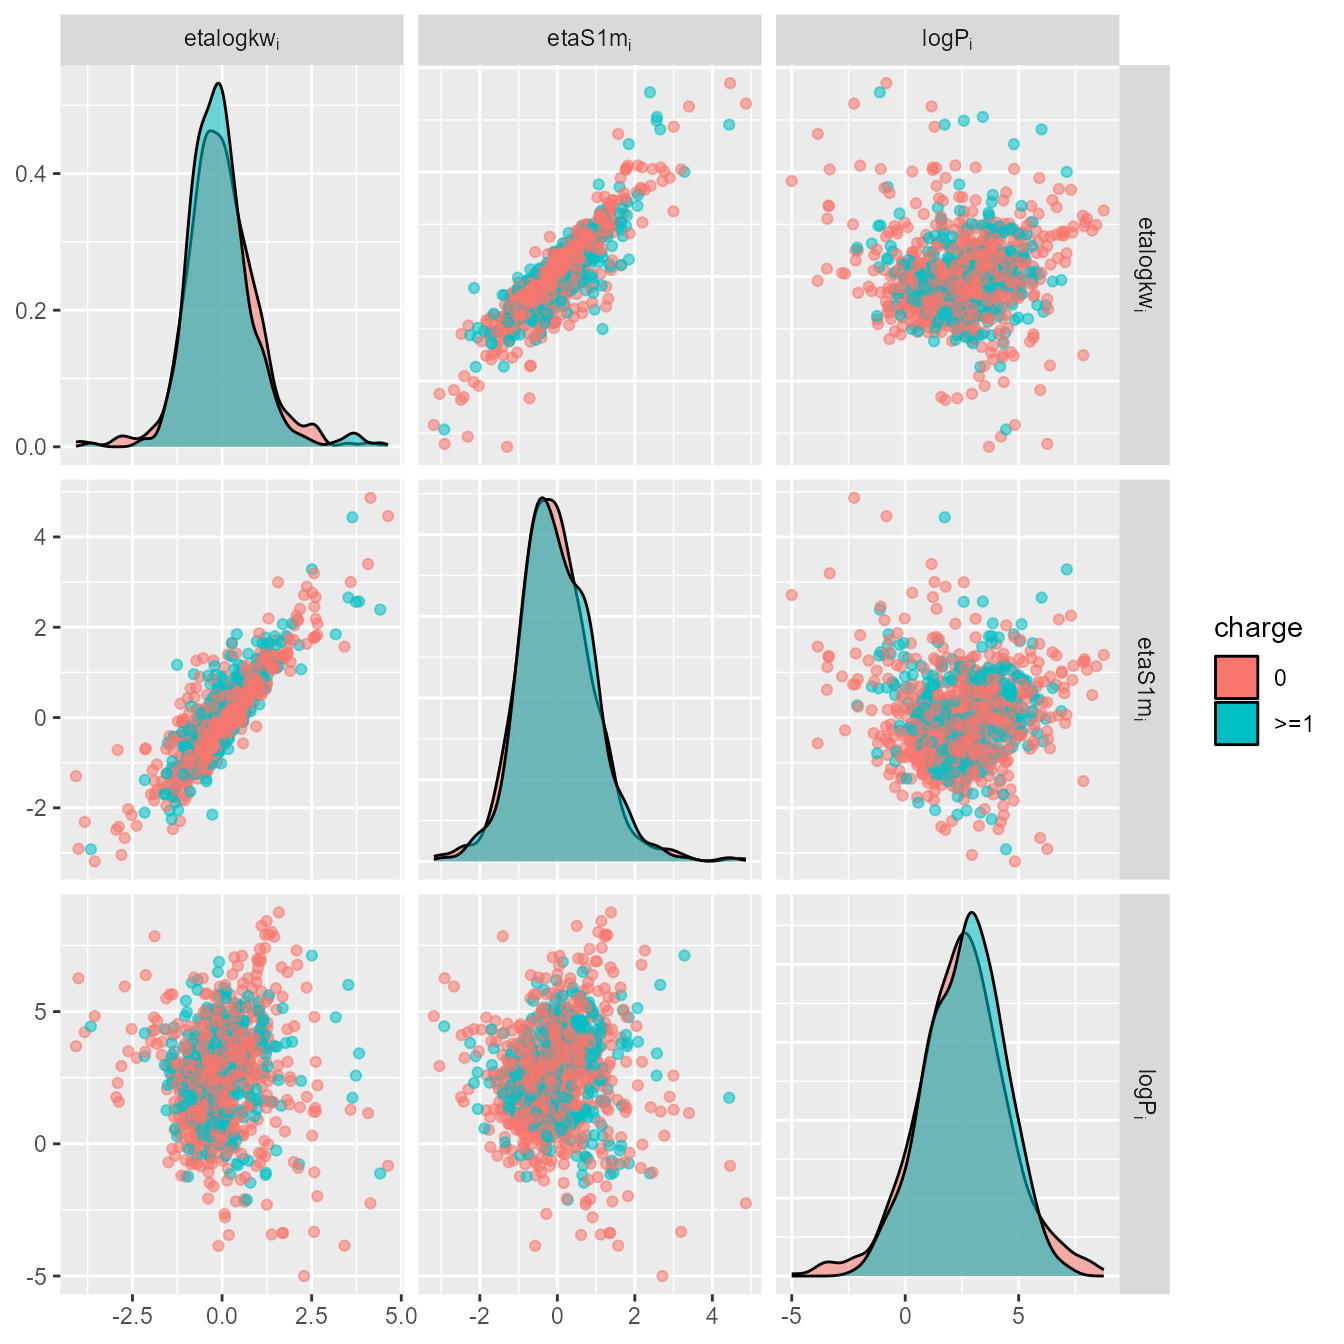 etalogkwᵢ etaS1mᵢ logPᵢ
0.4
0.2
0.0
etalogkwᵢ
4
2
0
-2
etaS1mᵢ
charge
0
>=1
5
0
-5
logPᵢ
-2.5 0.0 2.5 5.0 -2 0 2 4 -5 0 5